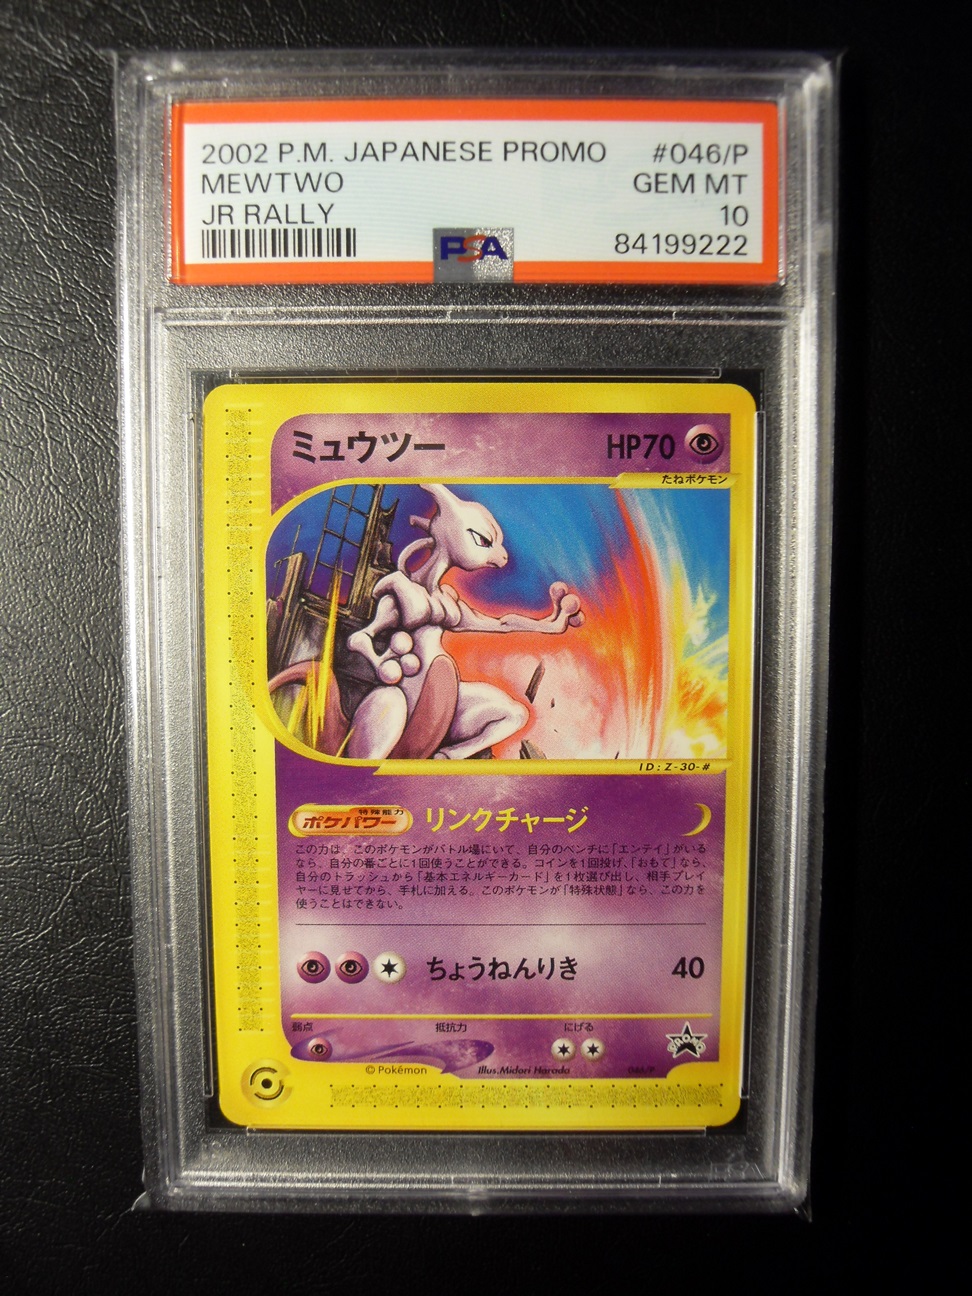 2002 P.M. JAPANESE PROMO #046/P
MEWTWO GEM MT
JR RALLY 10
PSA 84199222
ミュウツー HP70
たねポケモン
ID:Z-30-#
特殊能力
ポケパワー リンクチャージ
この力は、このポケモンがバトル場にいて、自分のベンチに「エンテイ」がいる
なら、自分の番ごとに1回使うことができる。コインを1回投げ、「おもて」なら、
自分のトラッシュから「基本エネルギーカード」を1枚選び出し、相手プレイ
ヤーに見せてから、手札に加える。このポケモンが「特殊状態」なら、この力を
使うことはできない。
ちょうねんりき 40
弱点 抵抗力 にげる
PROMO
© Pokémon Illus.Midori Harada 046/P